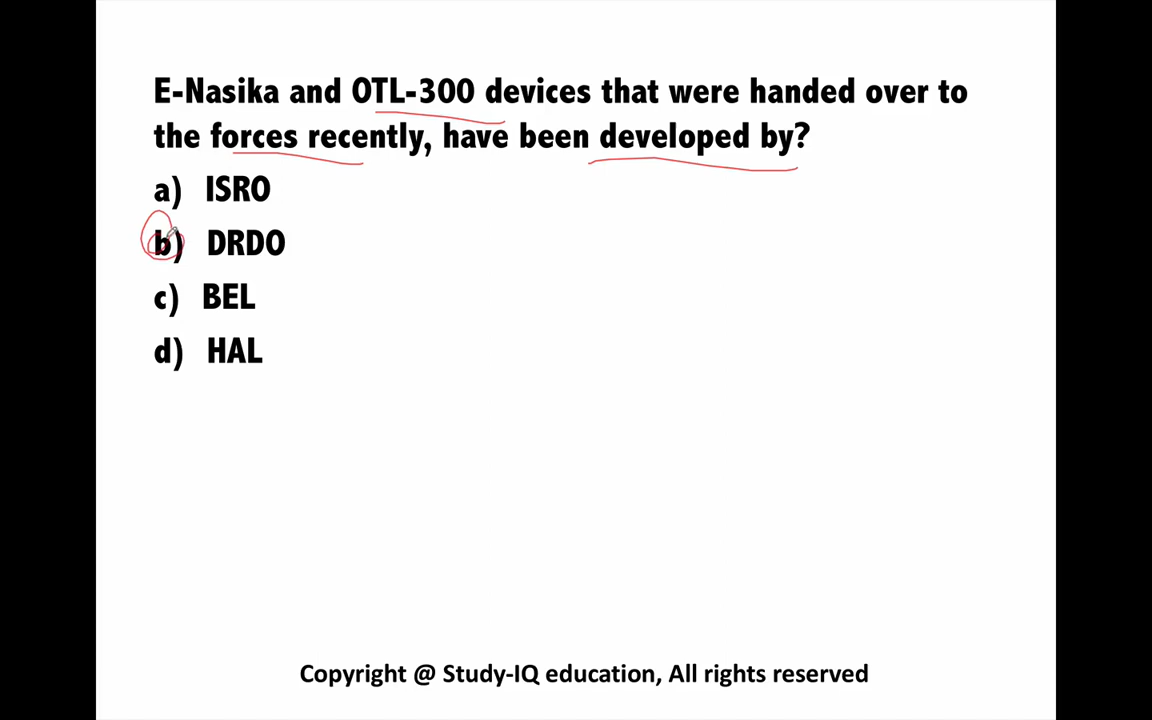 E-Nasika and OTL-300 devices that were handed over to
the forces recently, have been developed by?
a) ISRO
b) DRDO
c) BEL
d) HAL
Copyright @ Study-IQ education, All rights reserved